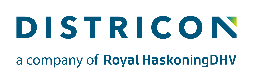 DISTRICON
a company of Royal HaskoningDHV